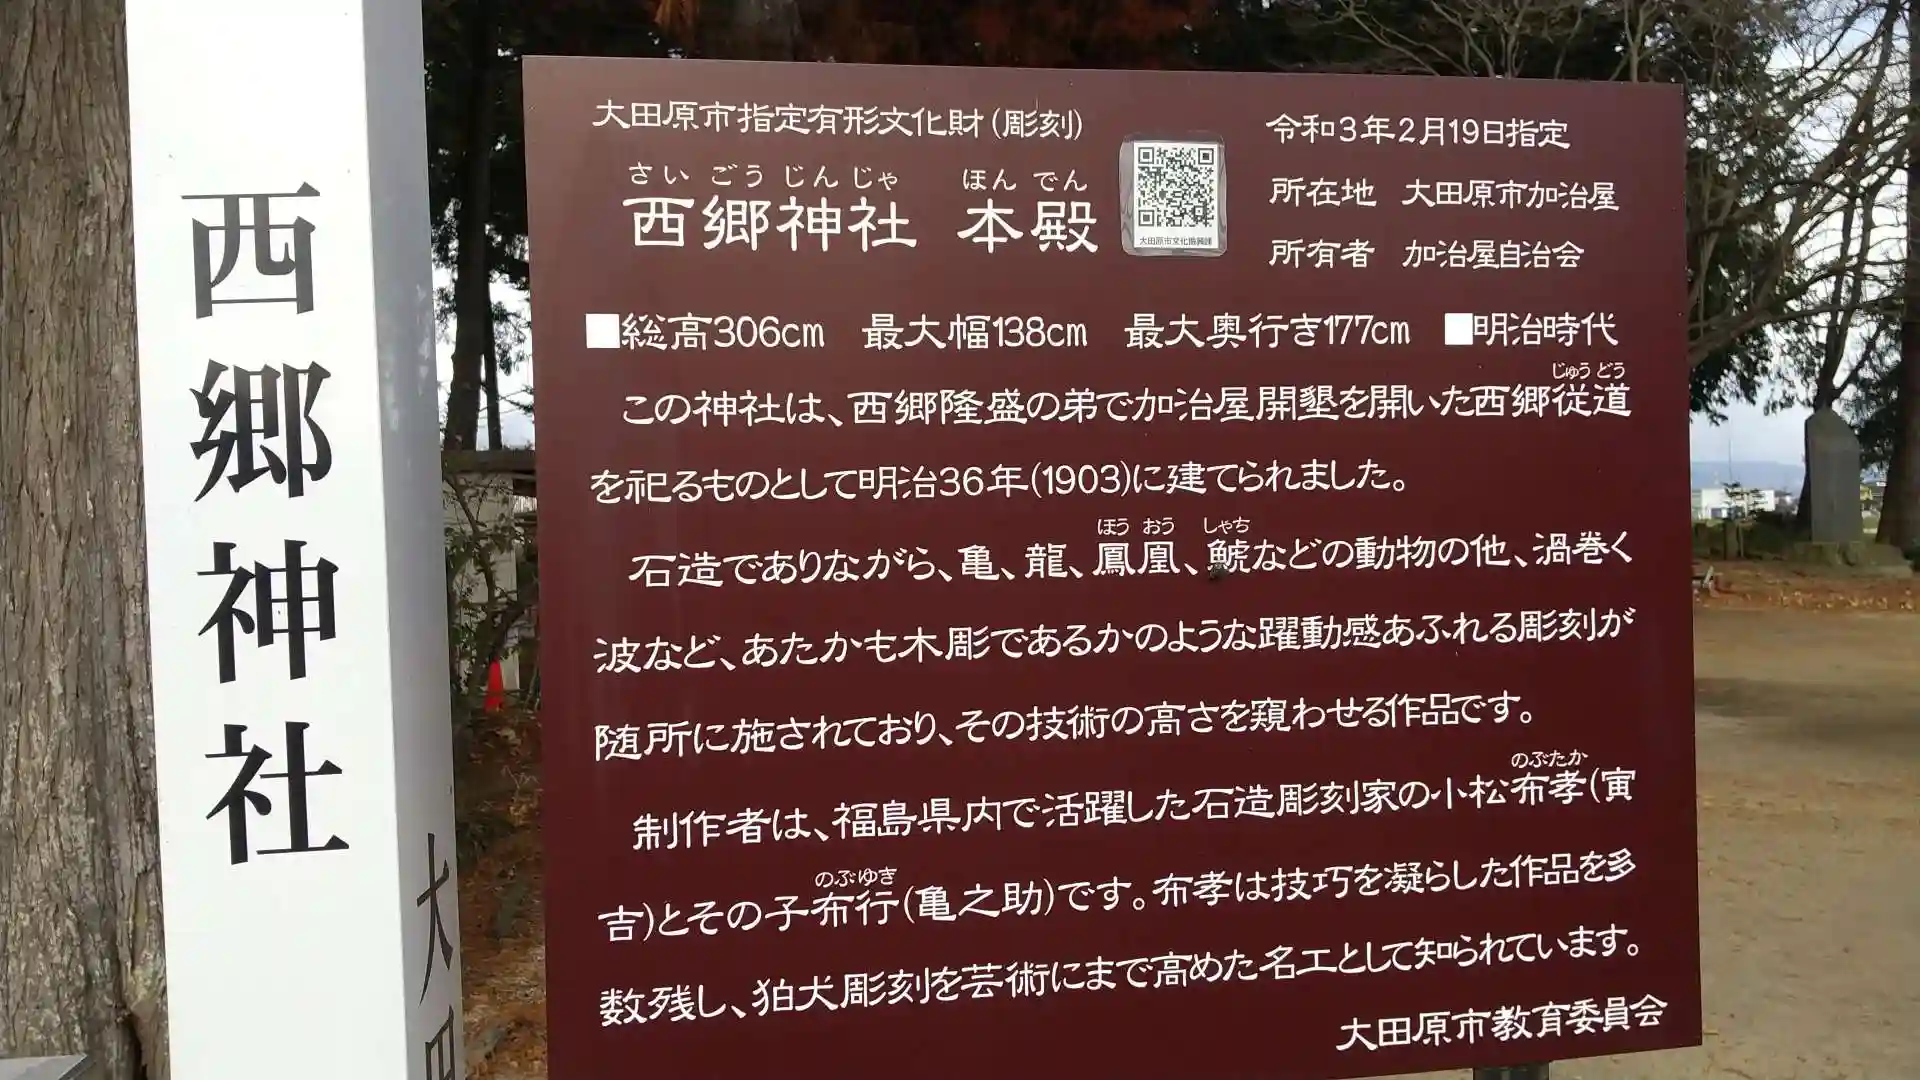 西郷神社
大田
大田原市指定有形文化財(彫刻)
さいごうじんじゃ ほんでん
西郷神社 本殿
大田原市文化振興課
令和3年2月19日指定
所在地 大田原市加治屋
所有者 加治屋自治会
■総高306cm 最大幅138cm 最大奥行き177cm ■明治時代
じゅうどう
この神社は、西郷隆盛の弟で加治屋開墾を開いた西郷従道
を祀るものとして明治36年(1903)に建てられました。
ほうおう しゃち
石造でありながら、亀、龍、鳳凰、鯱などの動物の他、渦巻く
波など、あたかも木彫であるかのような躍動感あふれる彫刻が
随所に施されており、その技術の高さを窺わせる作品です。
のぶたか
制作者は、福島県内で活躍した石造彫刻家の小松布孝(寅
のぶゆき
吉)とその子布行(亀之助)です。布孝は技巧を凝らした作品を多
数残し、狛犬彫刻を芸術にまで高めた名工として知られています。
大田原市教育委員会